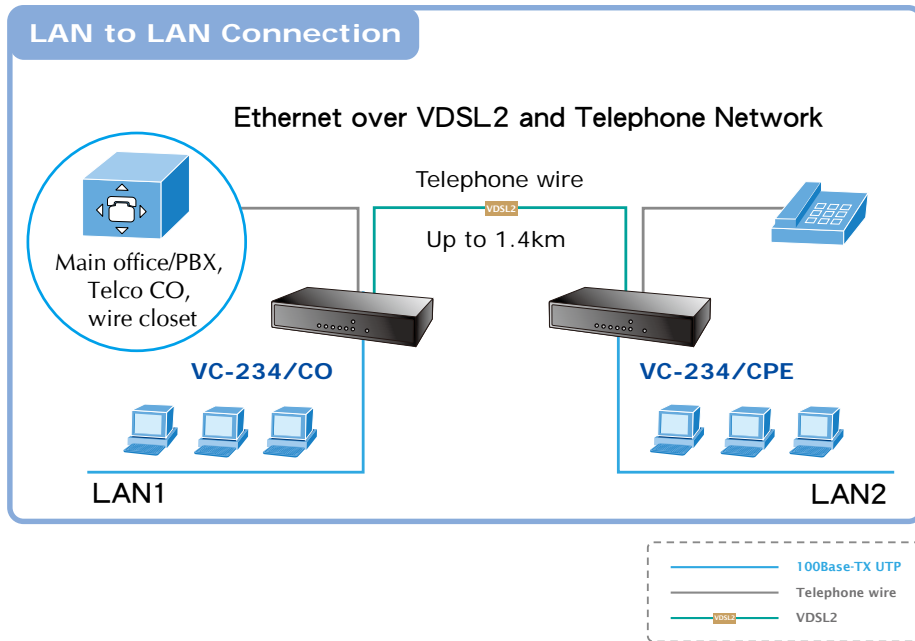 LAN to LAN Connection
Ethernet over VDSL2 and Telephone Network
Telephone wire
VDSL2
Up to 1.4km
Main office/PBX,
Telco CO,
wire closet
VC-234/CO
VC-234/CPE
LAN1
LAN2
100Base-TX UTP
Telephone wire
VDSL2
VDSL2